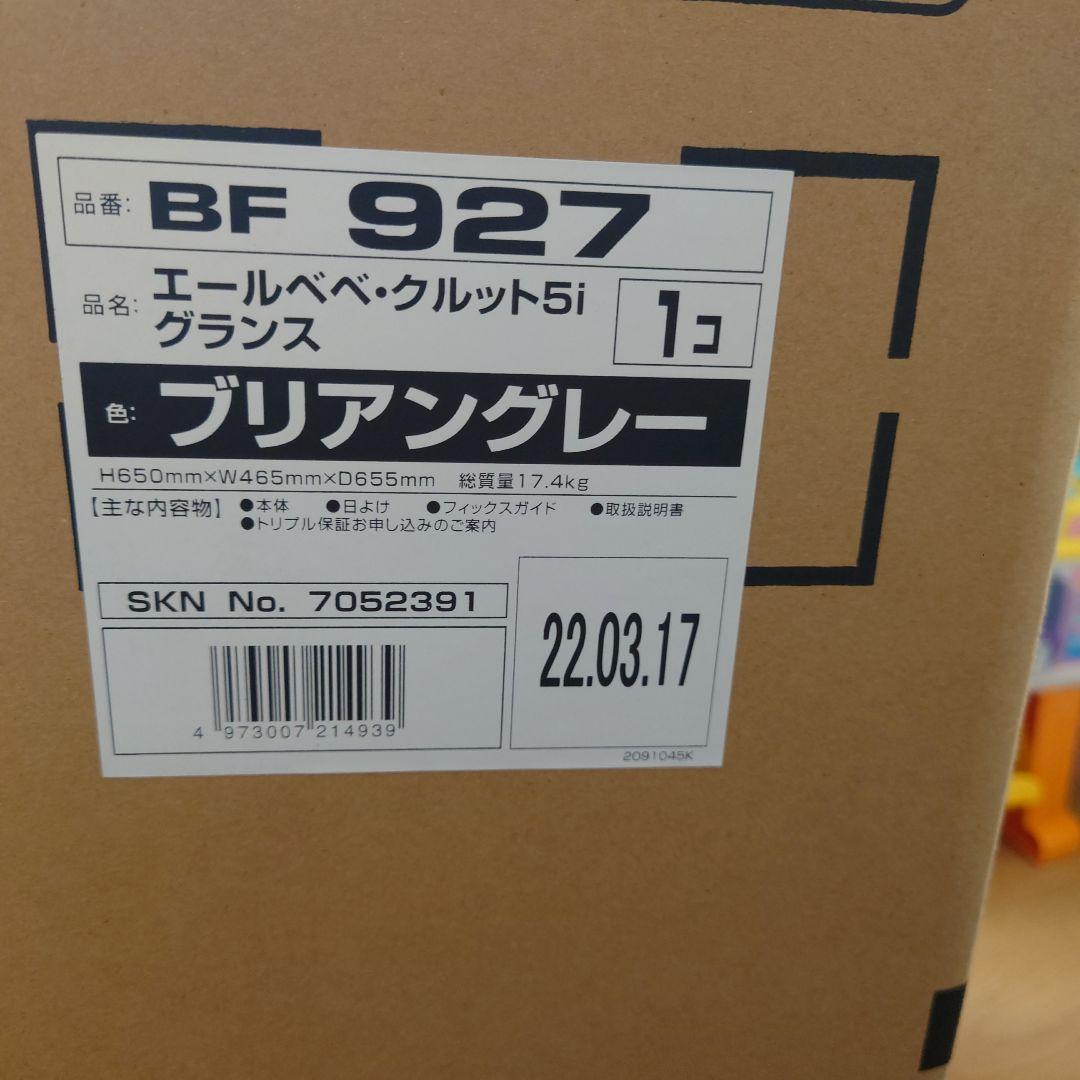 品番: BF 927
品名: エールベベ・クルット5i
グランス
1コ
色: ブリアングレー
H650mm×W465mm×D655mm 総質量17.4kg
【主な内容物】 ●本体 ●日よけ ●フィックスガイド ●取扱説明書
●トリプル保証お申し込みのご案内
SKN No. 7052391
22.03.17
4 973007 214939
2091045K